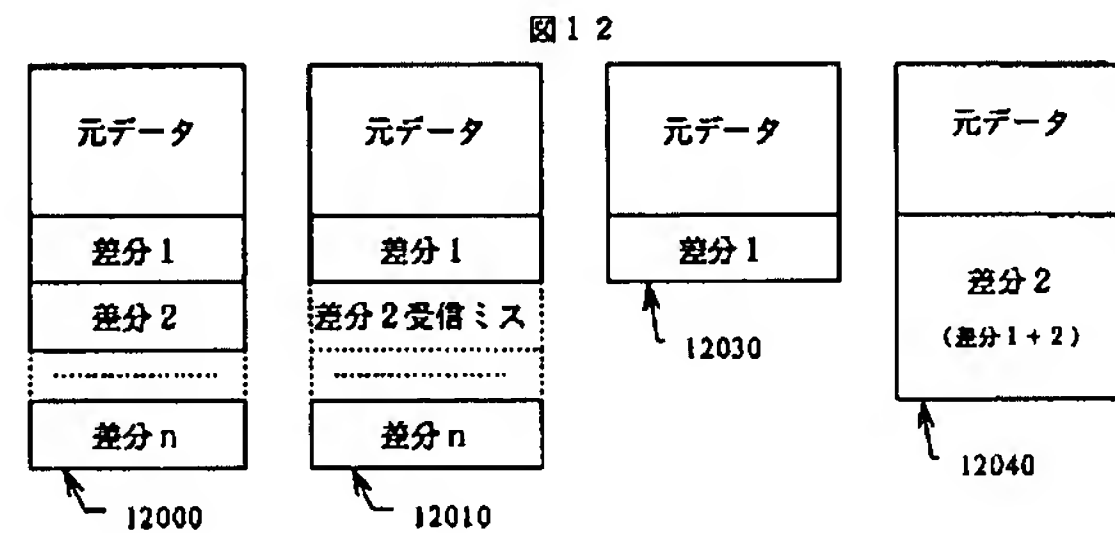 図12
元データ
差分1
差分2
差分n
12000
元データ
差分1
差分2受信ミス
差分n
12010
元データ
差分1
12030
元データ
差分2
(差分1+2)
12040